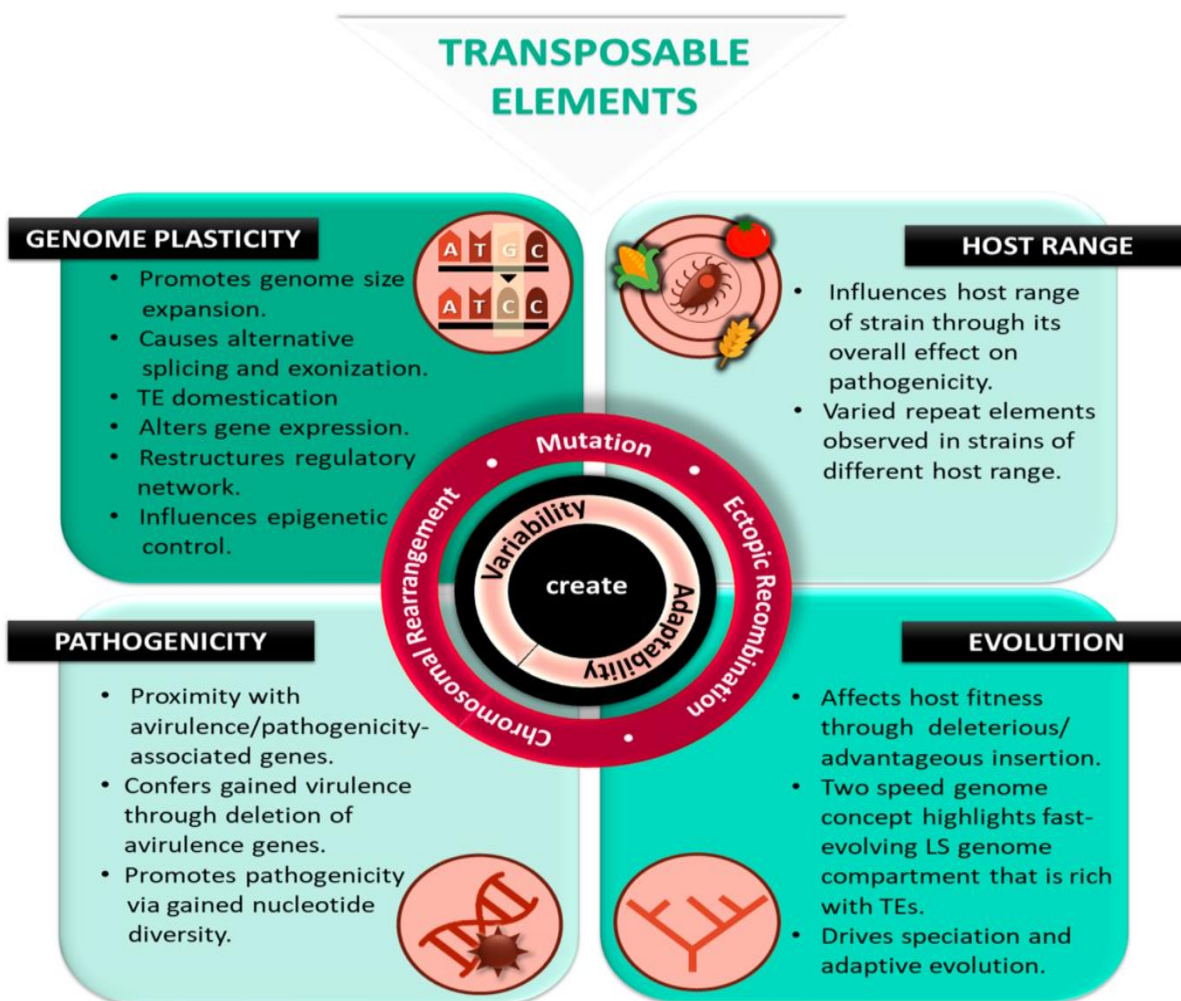 TRANSPOSABLE
ELEMENTS
GENOME PLASTICITY
• Promotes genome size
expansion.
• Causes alternative
splicing and exonization.
• TE domestication
• Alters gene expression.
• Restructures regulatory
network.
• Influences epigenetic
control.
A T G C
A T C C
HOST RANGE
• Influences host range
of strain through its
overall effect on
pathogenicity.
• Varied repeat elements
observed in strains of
different host range.
Mutation
Ectopic Recombination
Chromosomal Rearrangement
Variability
Adaptability
create
PATHOGENICITY
• Proximity with
avirulence/pathogenicity-
associated genes.
• Confers gained virulence
through deletion of
avirulence genes.
• Promotes pathogenicity
via gained nucleotide
diversity.
EVOLUTION
• Affects host fitness
through deleterious/
advantageous insertion.
• Two speed genome
concept highlights fast-
evolving LS genome
compartment that is rich
with TEs.
• Drives speciation and
adaptive evolution.